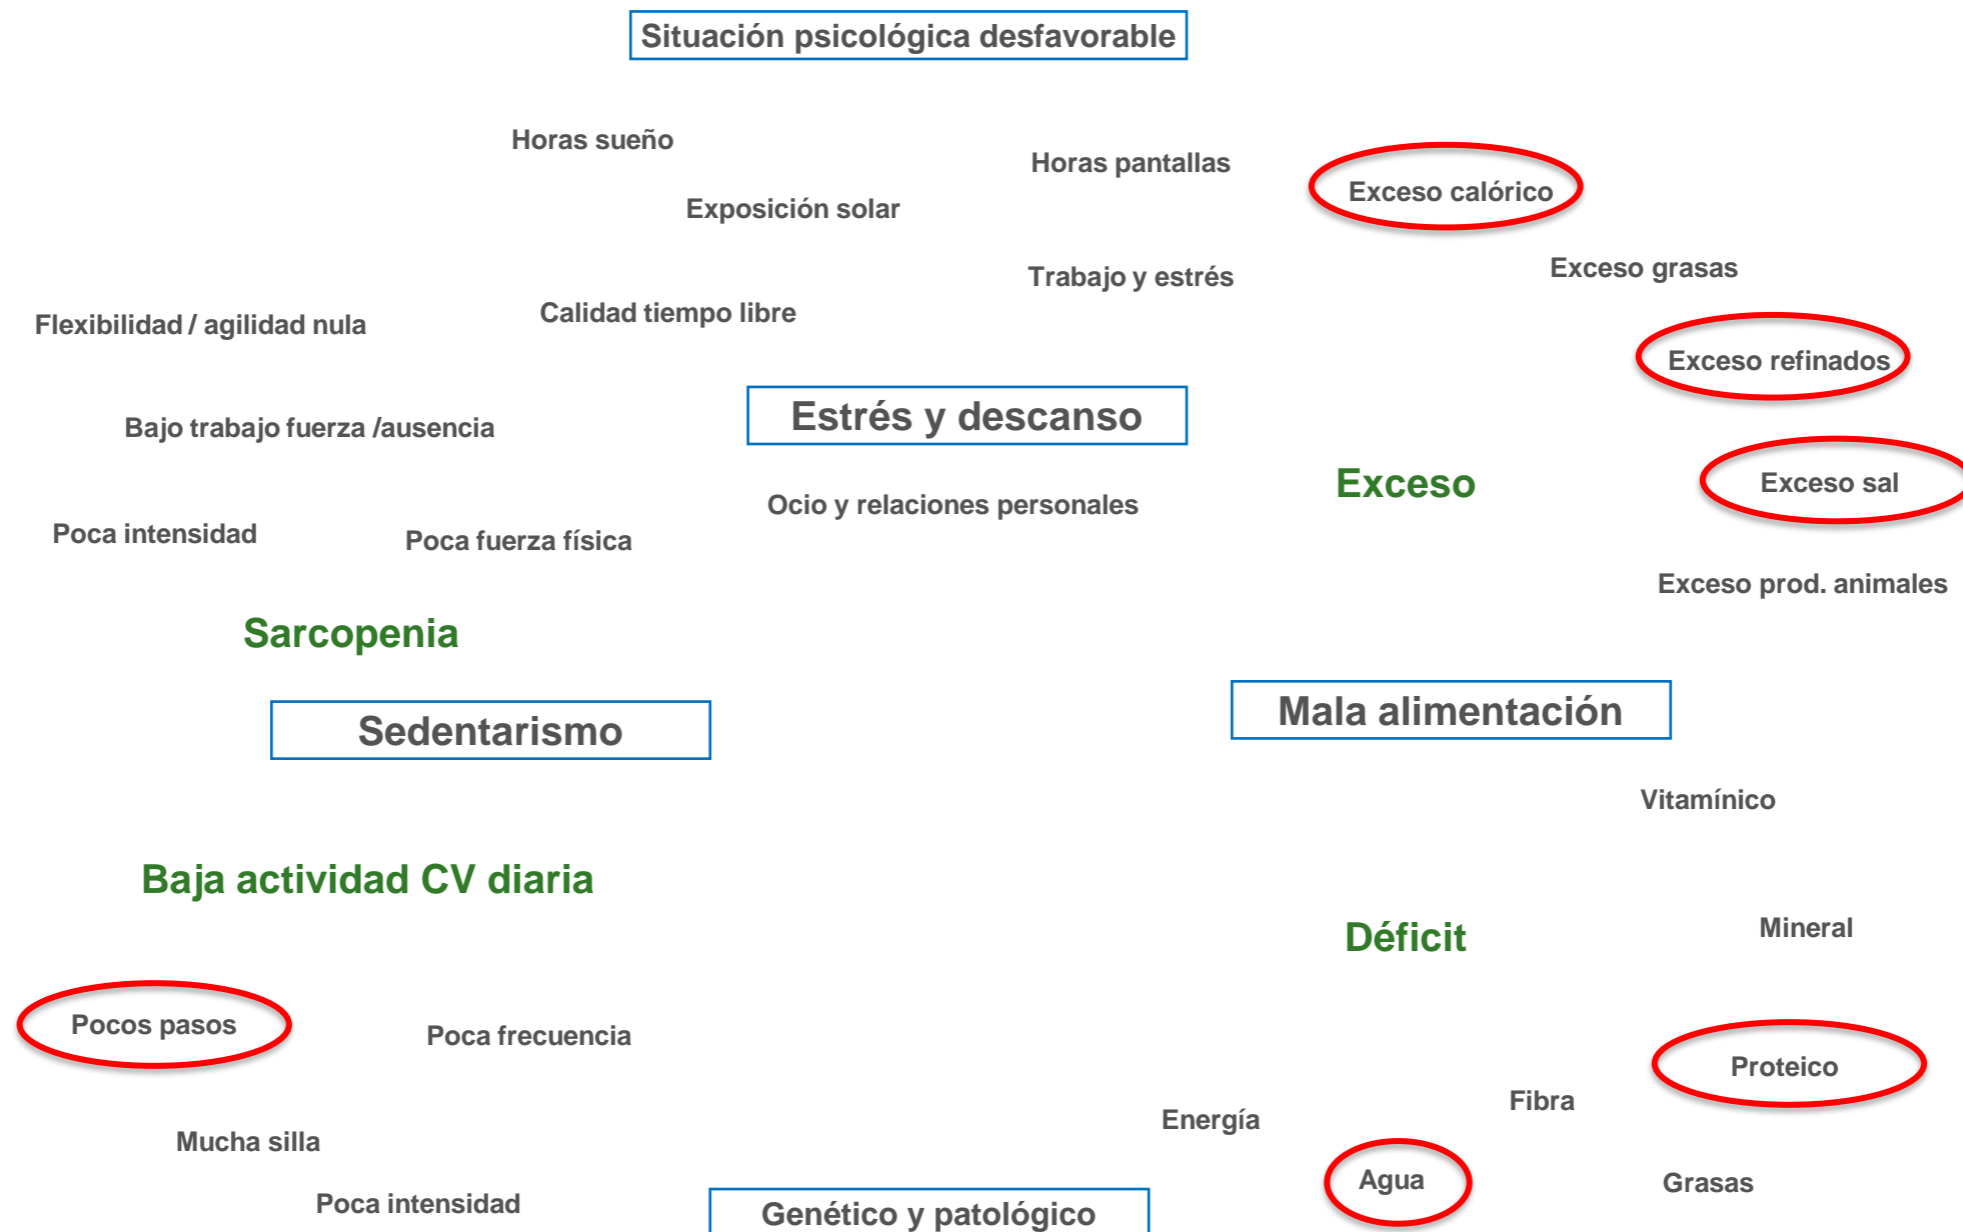 Situación psicológica desfavorable
Horas sueño
Horas pantallas
Exceso calórico
Exposición solar
Exceso grasas
Trabajo y estrés
Calidad tiempo libre
Flexibilidad / agilidad nula
Exceso refinados
Estrés y descanso
Bajo trabajo fuerza /ausencia
Exceso
Exceso sal
Ocio y relaciones personales
Poca intensidad
Poca fuerza física
Exceso prod. animales
Sarcopenia
Mala alimentación
Sedentarismo
Vitamínico
Baja actividad CV diaria
Déficit
Mineral
Pocos pasos
Poca frecuencia
Proteico
Fibra
Energía
Mucha silla
Agua
Grasas
Poca intensidad
Genético y patológico